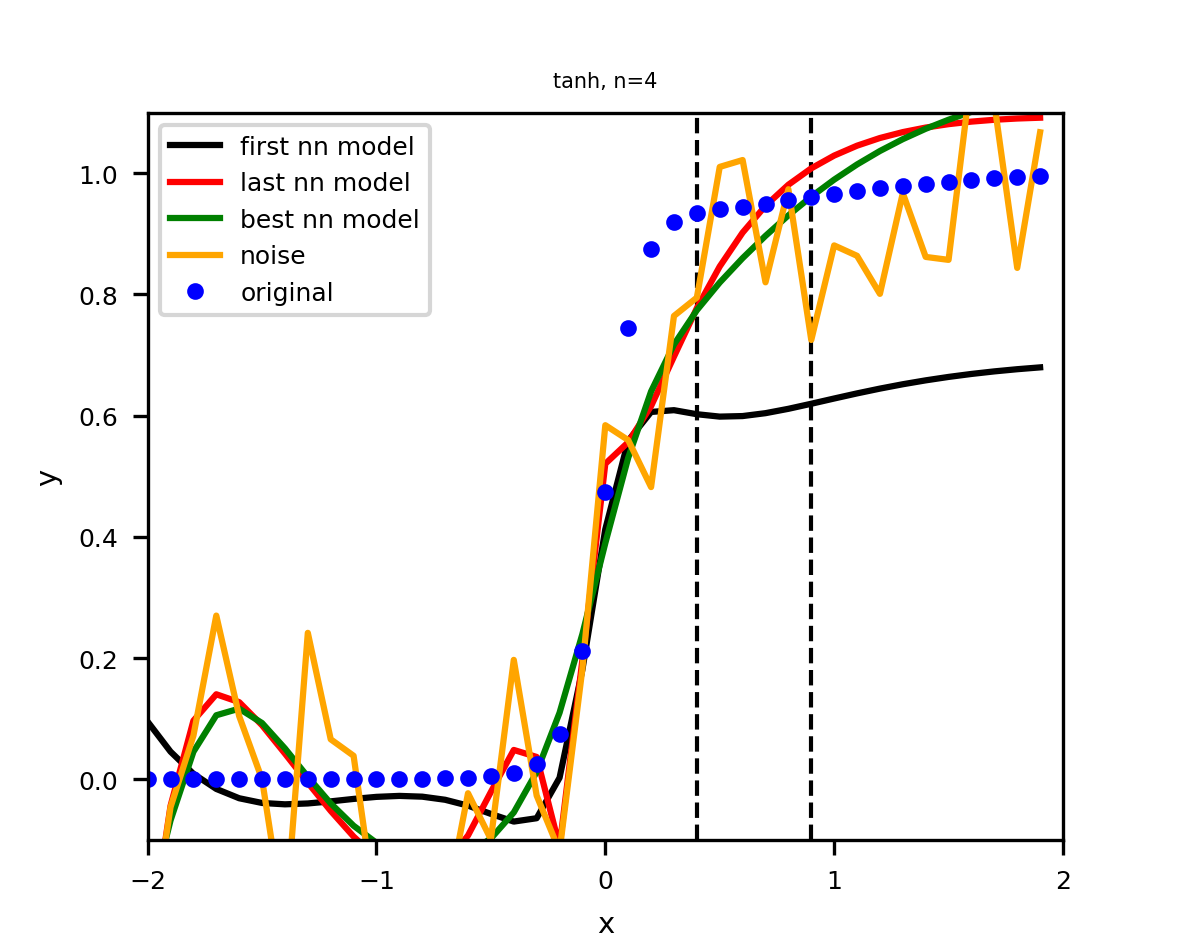 tanh, n=4
first nn model
last nn model
best nn model
noise
original
1.0
0.8
0.6
0.4
0.2
0.0
y
−2
−1
0
1
2
x